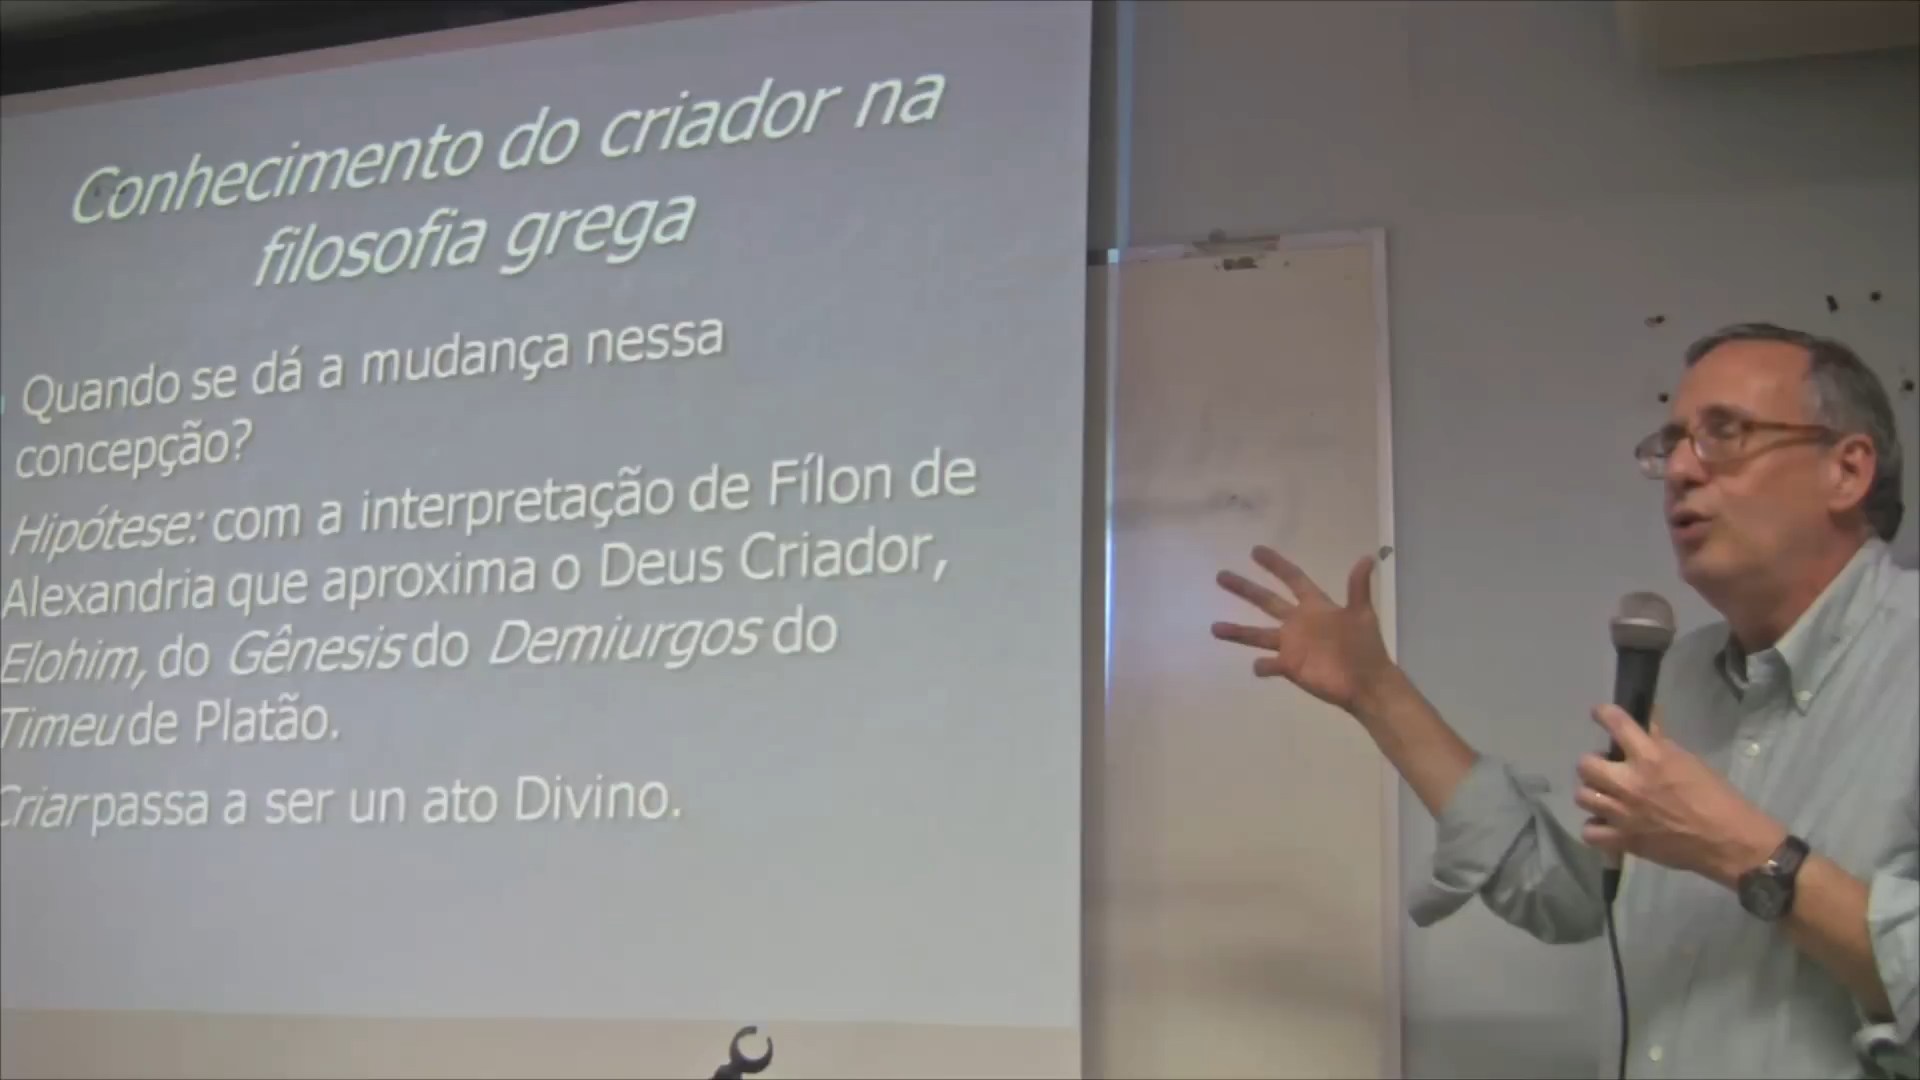 Conhecimento do criador na
filosofia grega
Quando se dá a mudança nessa
concepção?
Hipótese: com a interpretação de Fílon de
Alexandria que aproxima o Deus Criador,
Elohim, do Gênesis do Demiurgos do
Timeu de Platão.
Criar passa a ser un ato Divino.